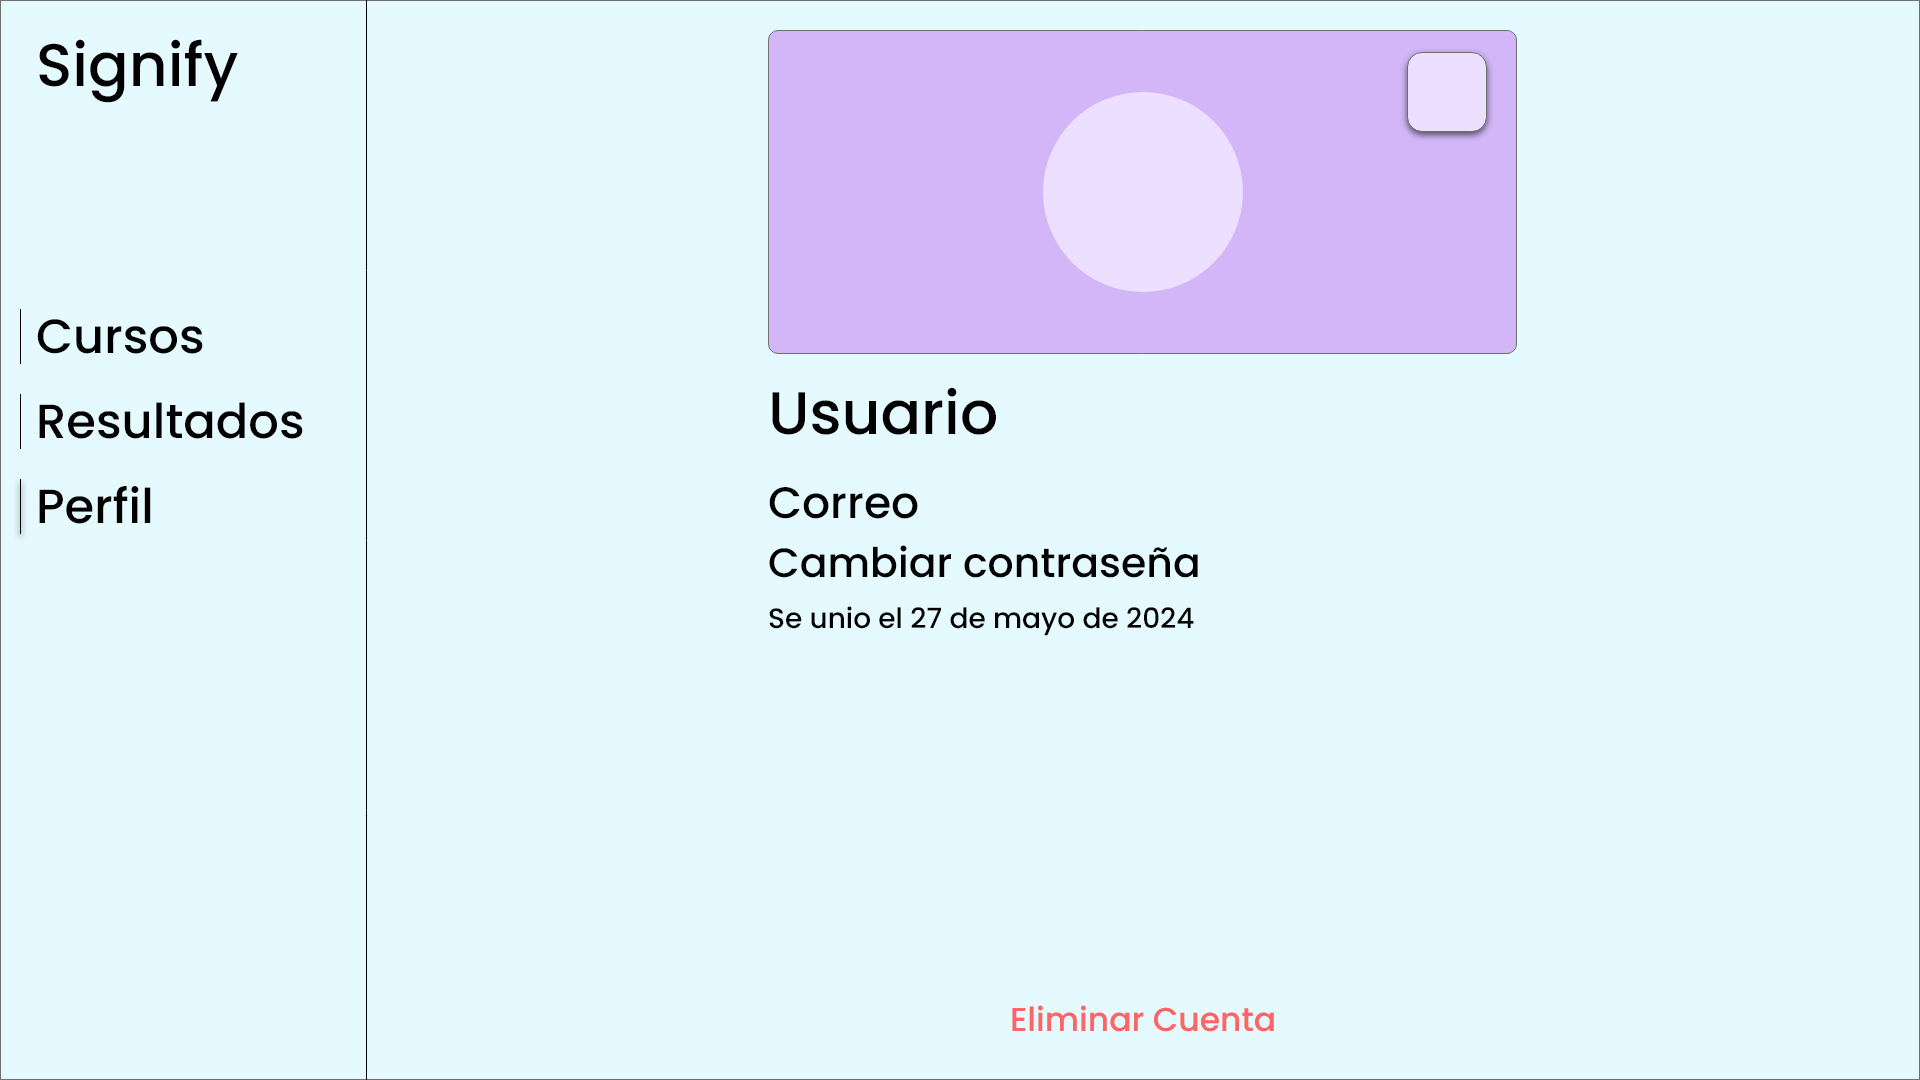 Signify
Cursos
Resultados
Perfil
Usuario
Correo
Cambiar contraseña
Se unio el 27 de mayo de 2024
Eliminar Cuenta